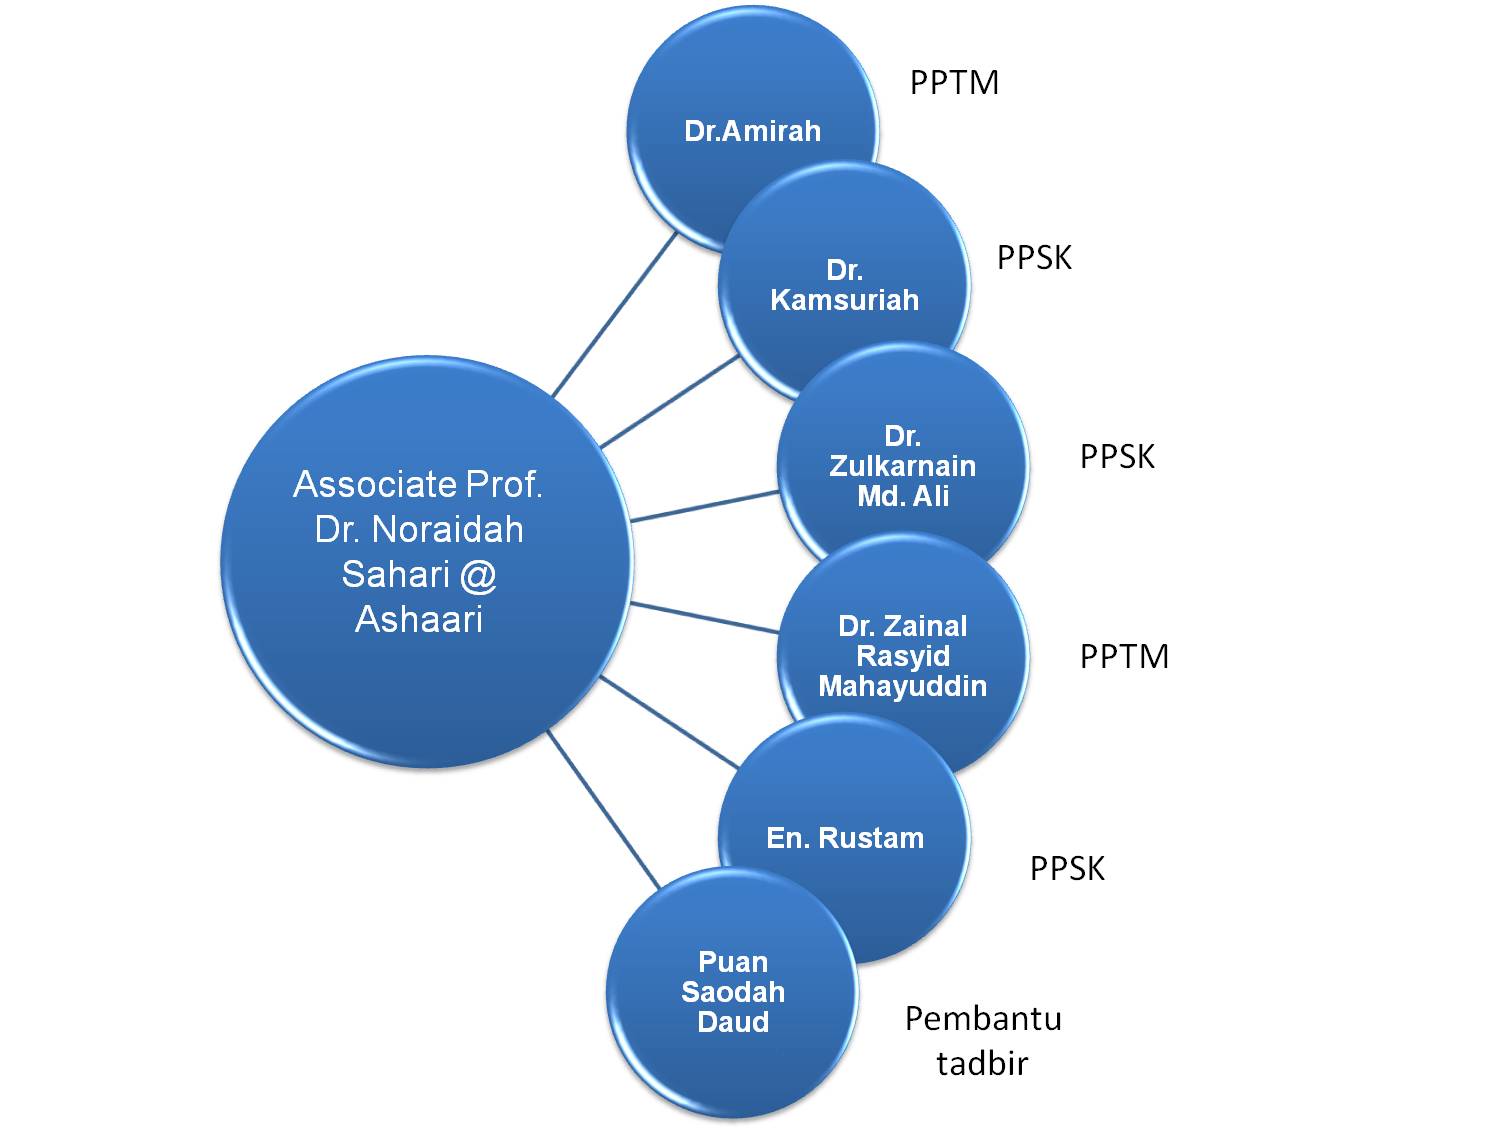 Dr.Amirah
PPTM
Dr.
Kamsuriah
PPSK
Dr.
Zulkarnain
Md. Ali
PPSK
Associate Prof.
Dr. Noraidah
Sahari @
Ashaari
Dr. Zainal
Rasyid
Mahayuddin
PPTM
En. Rustam
PPSK
Puan
Saodah
Daud
Pembantu
tadbir